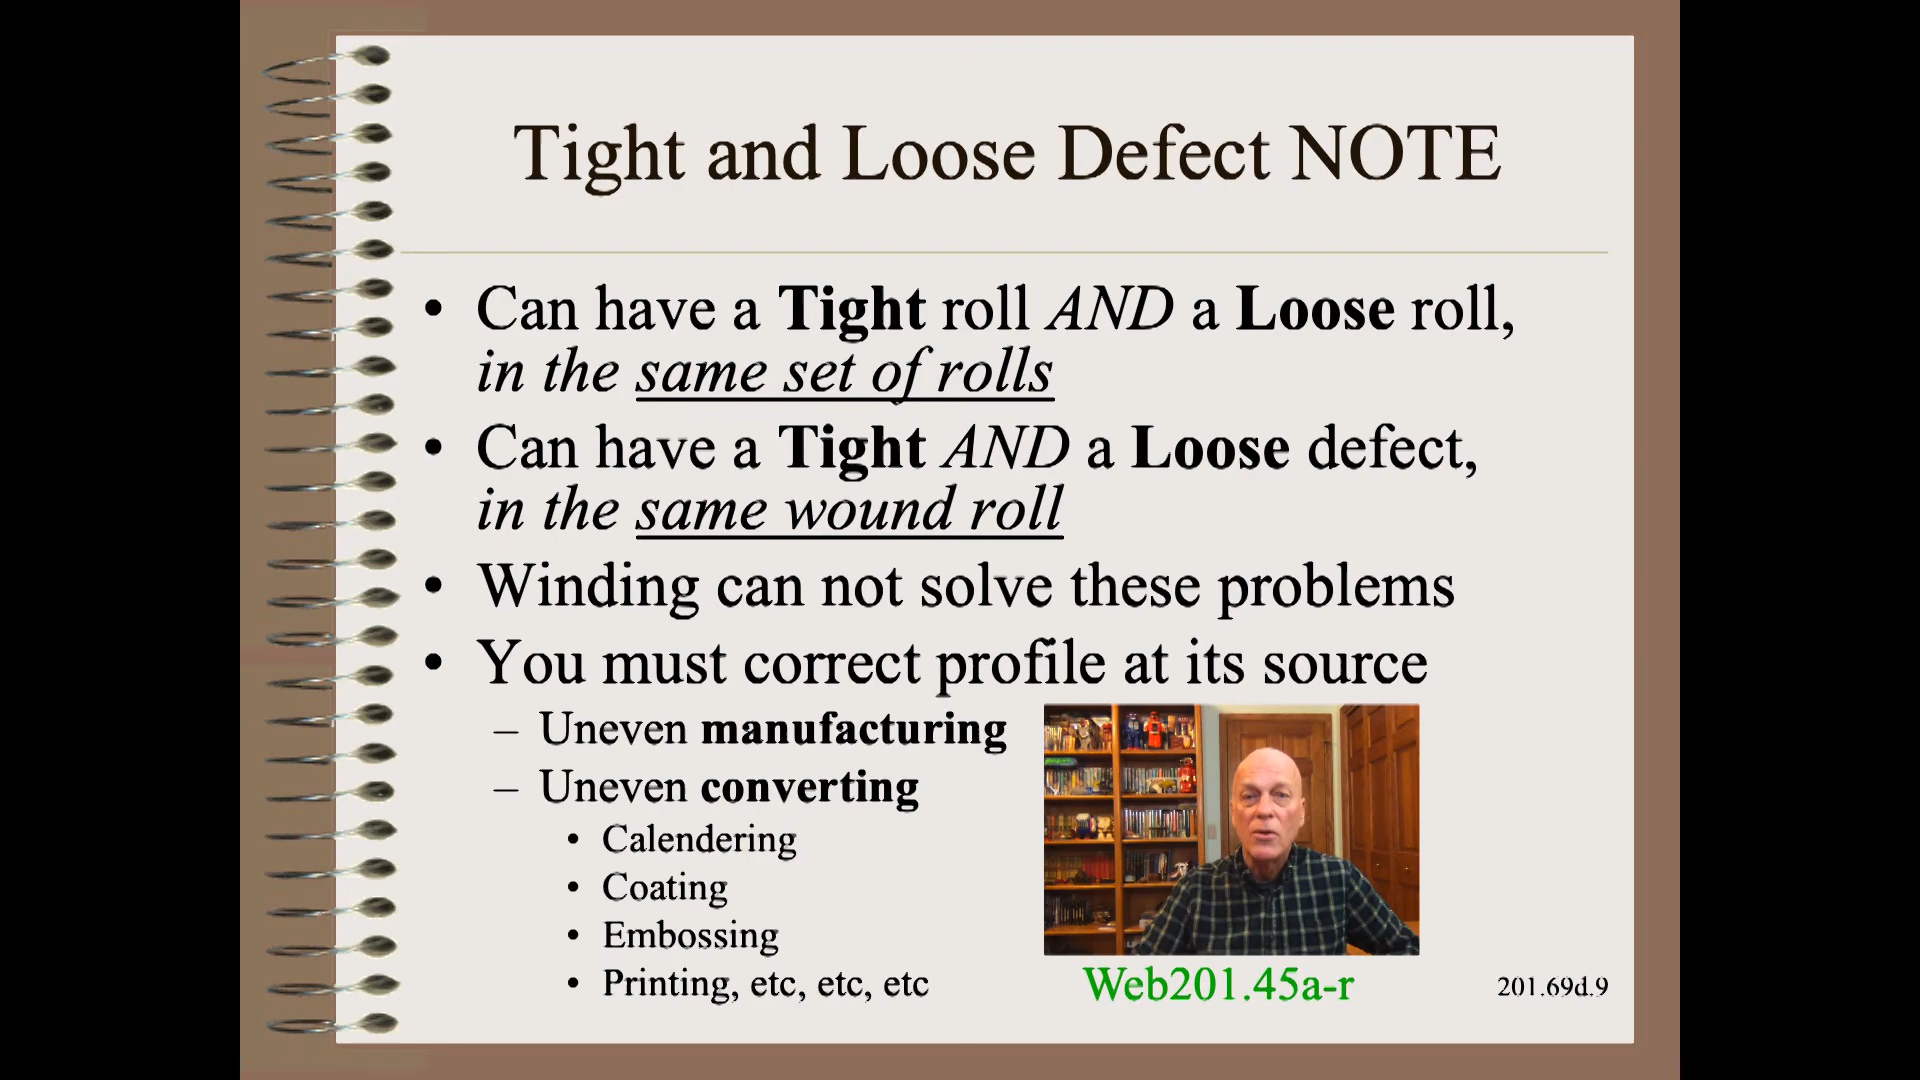 Tight and Loose Defect NOTE
• Can have a Tight roll AND a Loose roll,
in the same set of rolls
• Can have a Tight AND a Loose defect,
in the same wound roll
• Winding can not solve these problems
• You must correct profile at its source
– Uneven manufacturing
– Uneven converting
• Calendering
• Coating
• Embossing
• Printing, etc, etc, etc
Web201.45a-r
201.69d.9